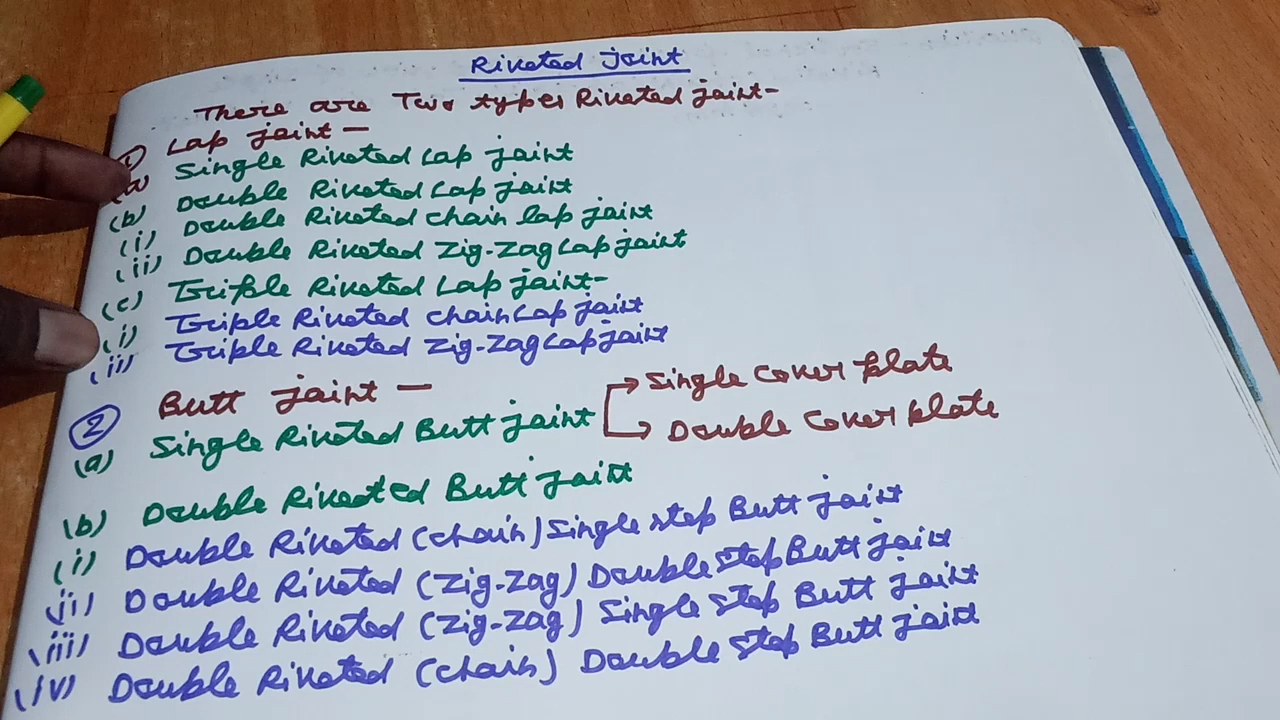 Riveted joint
There are Two types Riveted joint-
(1) Lap joint —
(a) Single Riveted Lap joint
(b) Double Riveted Lap joint
(i) Double Riveted chain lap joint
(ii) Double Riveted Zig-Zag Lap joint
(c) Triple Riveted Lap joint-
(i) Triple Riveted chain Lap joint
(ii) Triple Riveted Zig-Zag Lap joint
(2) Butt joint —
(a) Single Riveted Butt joint → Single Cover plate
→ Double Cover plate
(b) Double Riveted Butt joint
(i) Double Riveted (chain) Single step Butt joint
(ii) Double Riveted (Zig-Zag) Double step Butt joint
(iii) Double Riveted (Zig-Zag) Single step Butt joint
(iv) Double Riveted (chain) Double step Butt joint